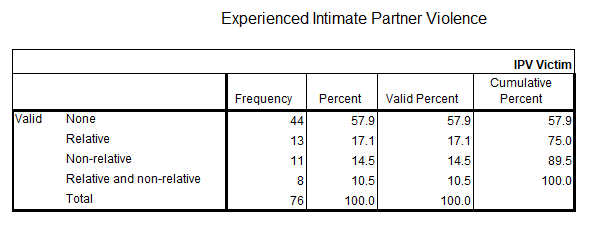 Experienced Intimate Partner Violence
IPV Victim
Frequency Percent Valid Percent Cumulative Percent
Valid None 44 57.9 57.9 57.9
Relative 13 17.1 17.1 75.0
Non-relative 11 14.5 14.5 89.5
Relative and non-relative 8 10.5 10.5 100.0
Total 76 100.0 100.0